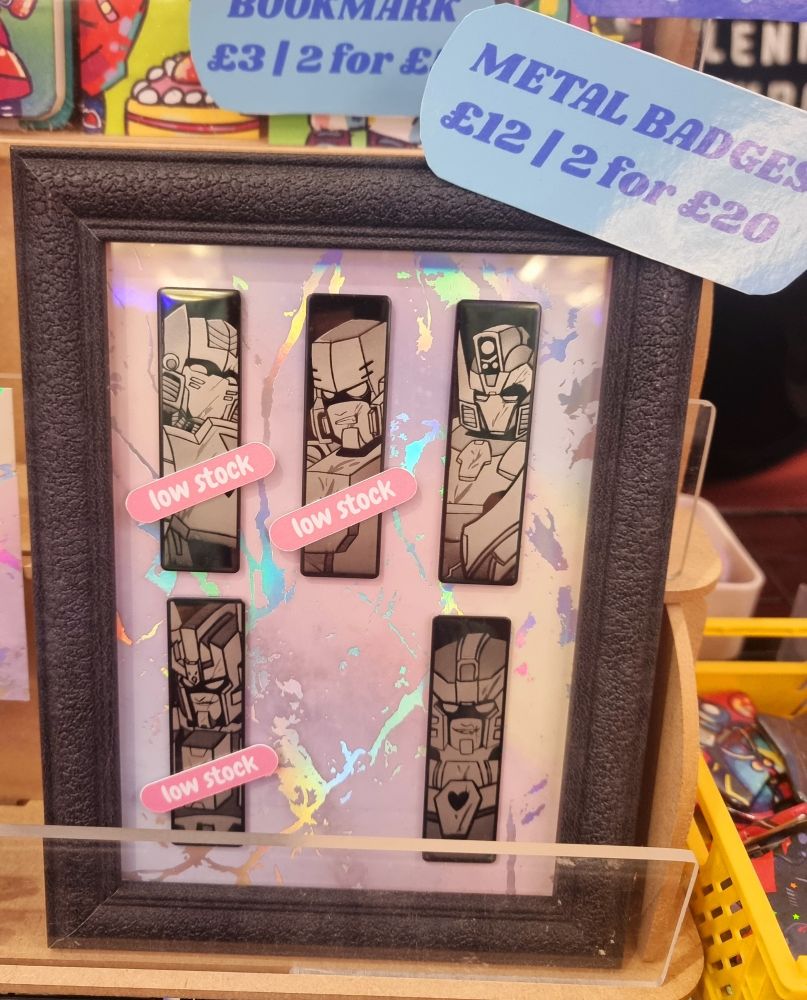 BOOKMARK
£3 | 2 for
METAL BADGES
£12 | 2 for £20
low stock
low stock
low stock